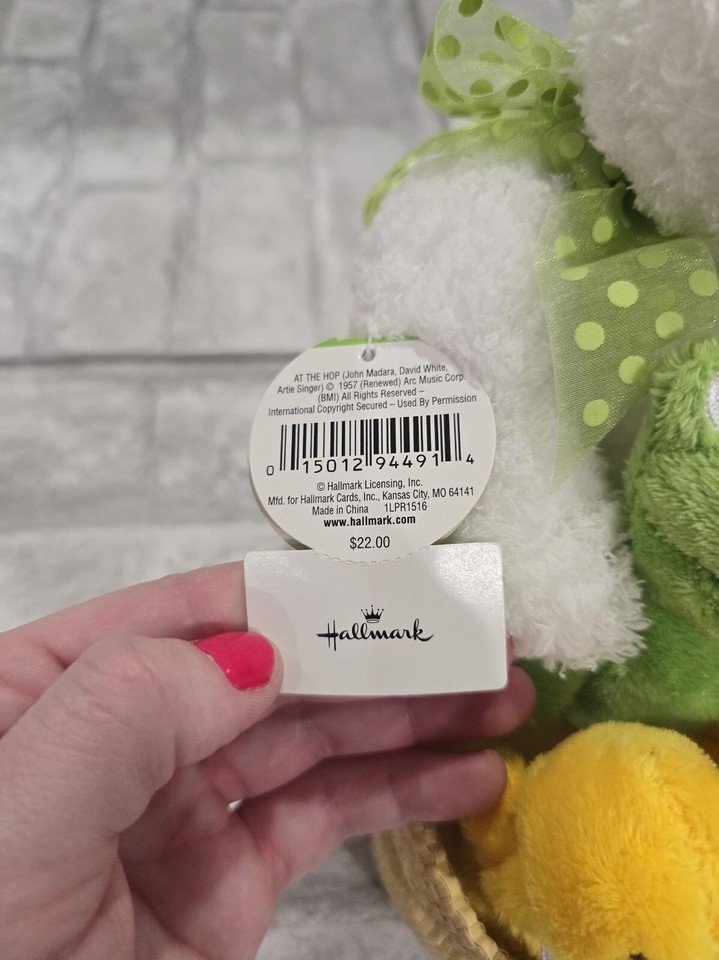 AT THE HOP (John Madara, David White,
Artie Singer) © 1957 (Renewed) Arc Music Corp.
(BMI) All Rights Reserved –
International Copyright Secured – Used By Permission
0 15012 94491 4
© Hallmark Licensing, Inc.
Mfd. for Hallmark Cards, Inc., Kansas City, MO 64141
Made in China 1LPR1516
www.hallmark.com
$22.00
Hallmark